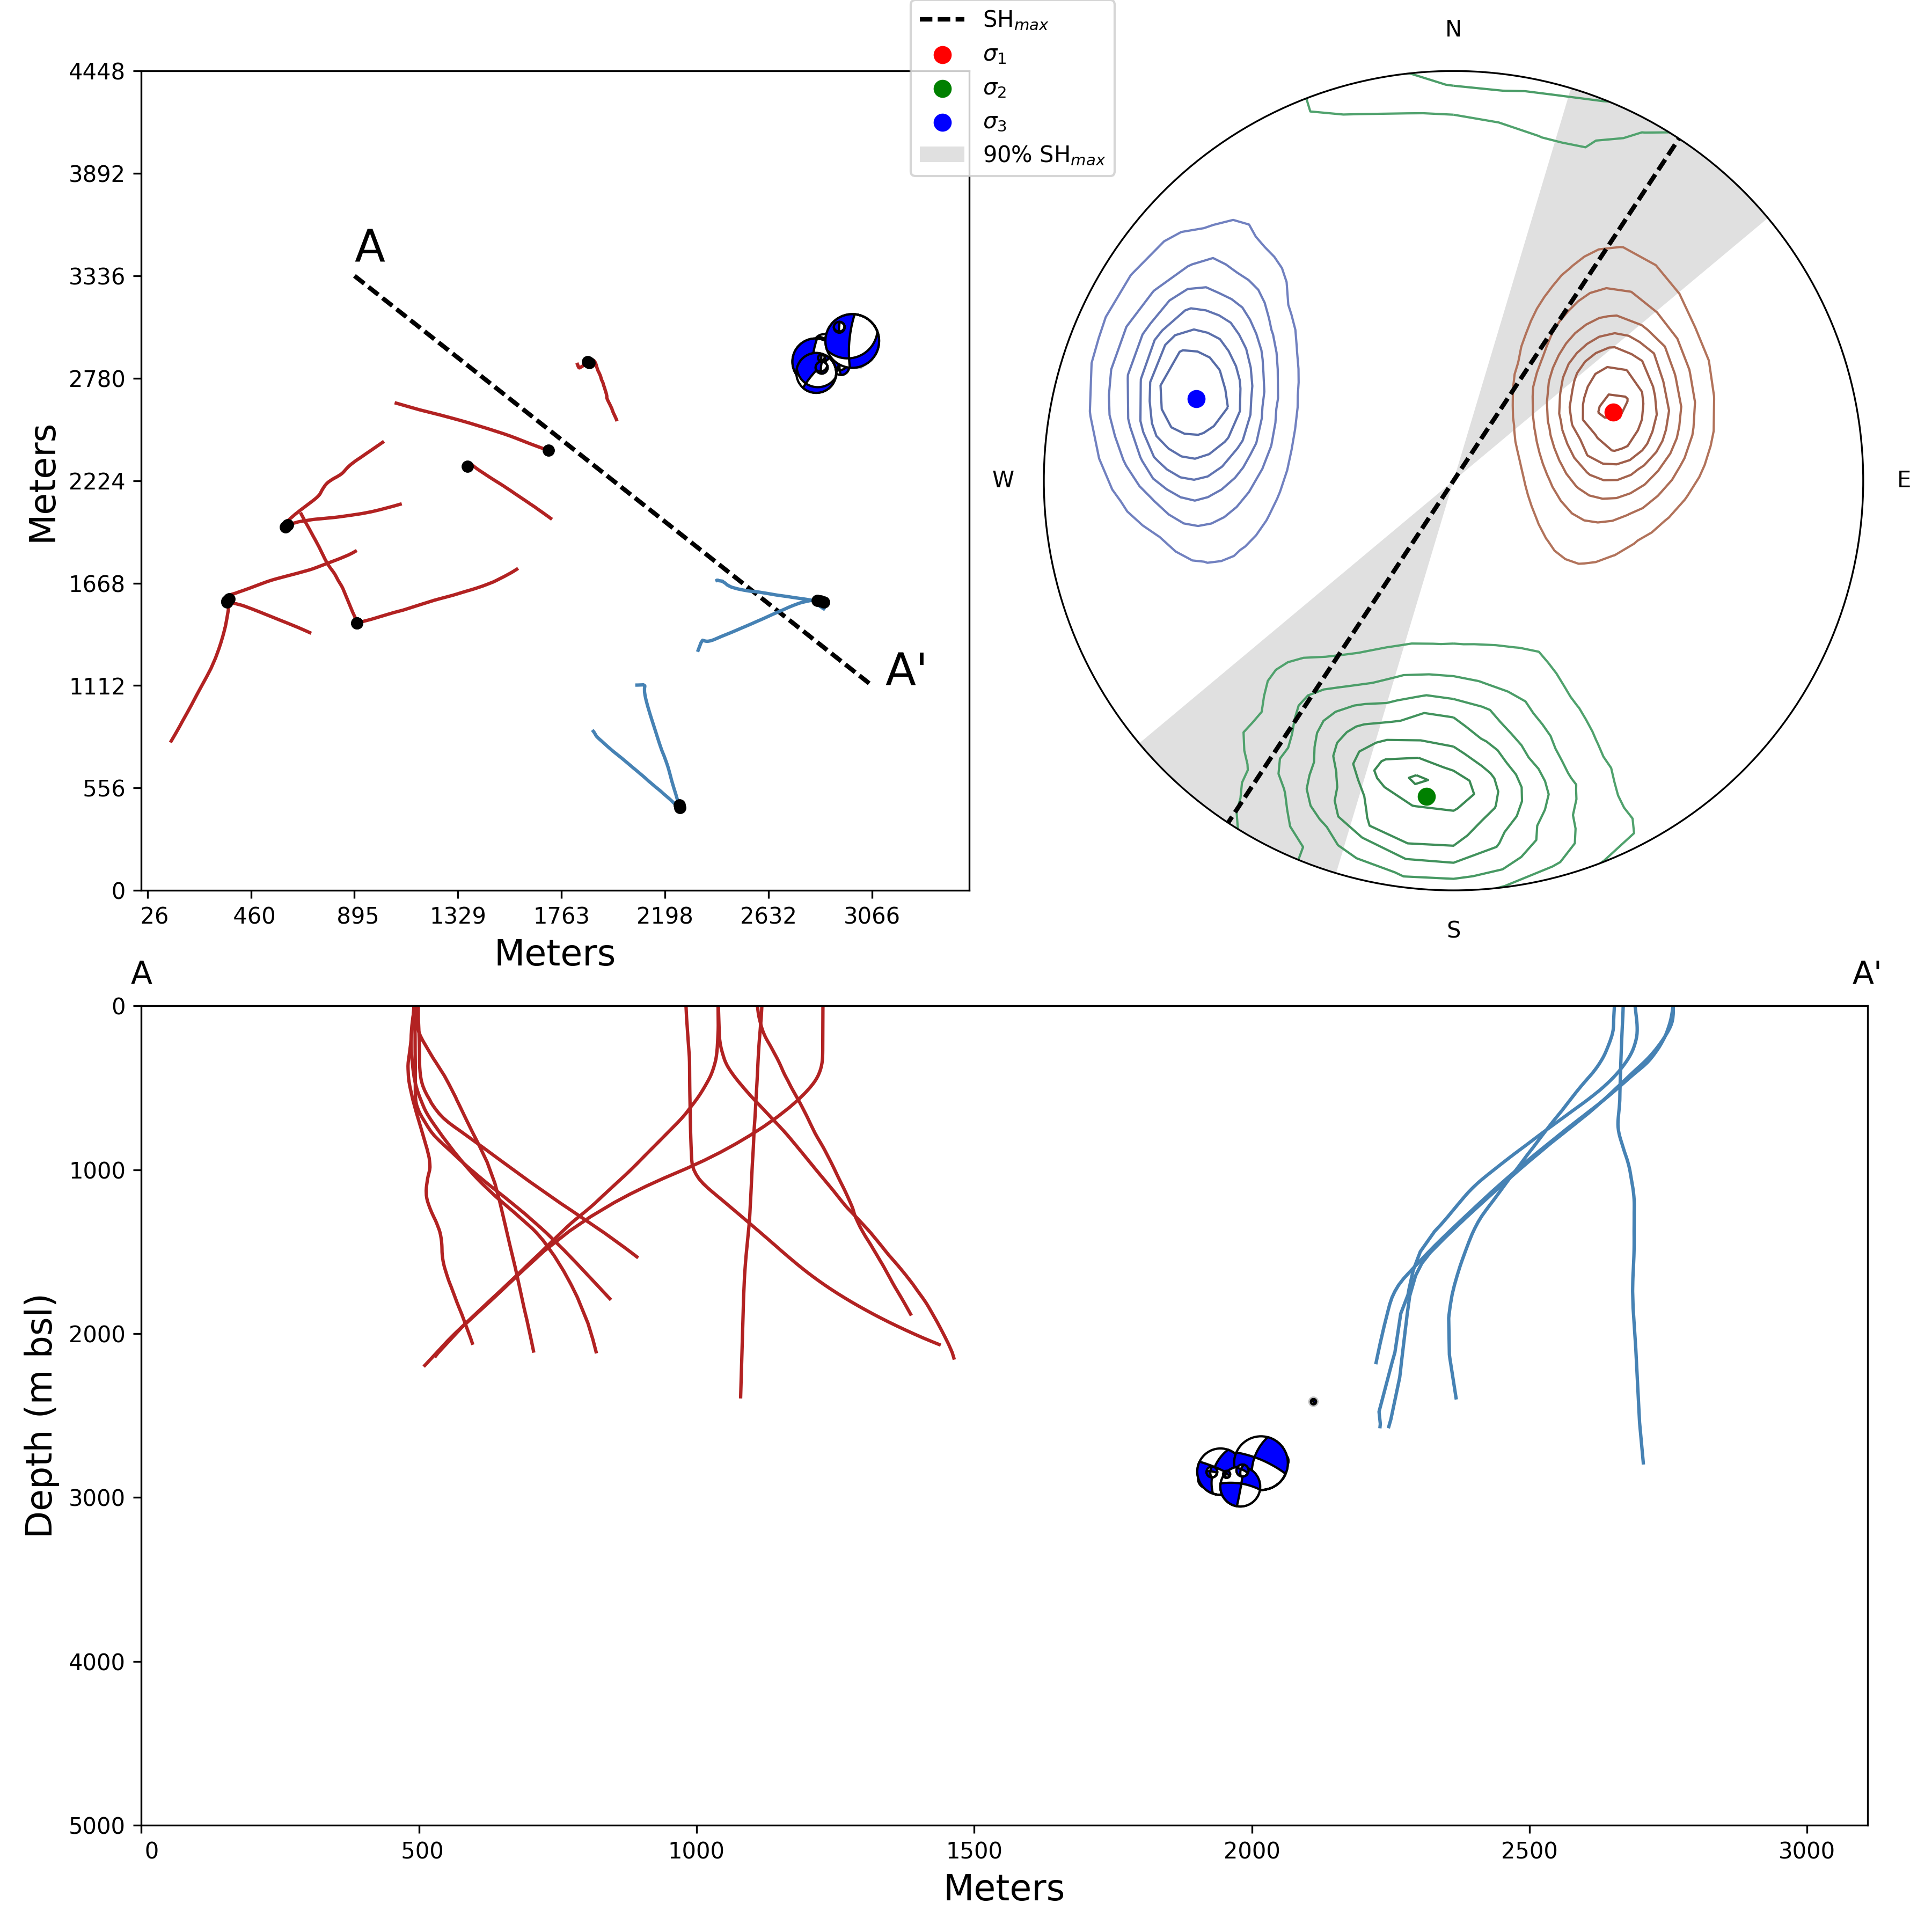 SHmax
σ1
σ2
σ3
90% SHmax
4448
3892
3336
2780
2224
1668
1112
556
0
Meters
A
A'
26 460 895 1329 1763 2198 2632 3066
Meters
N
W
E
S
A A'
0
1000
2000
3000
4000
5000
Depth (m bsl)
0 500 1000 1500 2000 2500 3000
Meters